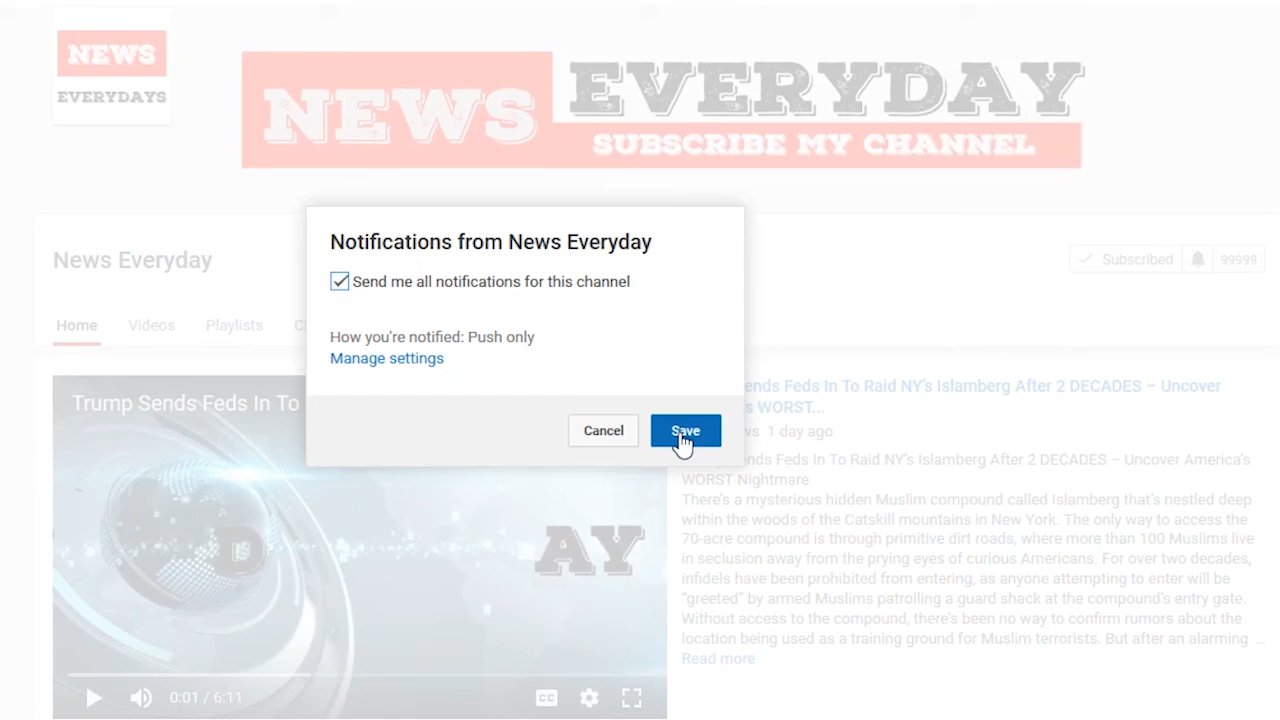 NEWS
EVERYDAYS
NEWS
EVERYDAY
SUBSCRIBE MY CHANNEL
News Everyday
Subscribed
99999
Home
Videos
Playlists
Notifications from News Everyday
Send me all notifications for this channel
How you're notified: Push only
Manage settings
Cancel
Save
Trump Sends Feds In To
D
AY
0:01 / 6:11
CC
ends Feds In To Raid NY's Islamberg After 2 DECADES – Uncover
s WORST...
1 day ago
ends Feds In To Raid NY's Islamberg After 2 DECADES – Uncover America's
WORST Nightmare
There's a mysterious hidden Muslim compound called Islamberg that's nestled deep
within the woods of the Catskill mountains in New York. The only way to access the
70-acre compound is through primitive dirt roads, where more than 100 Muslims live
in seclusion away from the prying eyes of curious Americans. For over two decades,
infidels have been prohibited from entering, as anyone attempting to enter will be
"greeted" by armed Muslims patrolling a guard shack at the compound's entry gate.
Without access to the compound, there's been no way to confirm rumors about the
location being used as a training ground for Muslim terrorists. But after an alarming ...
Read more